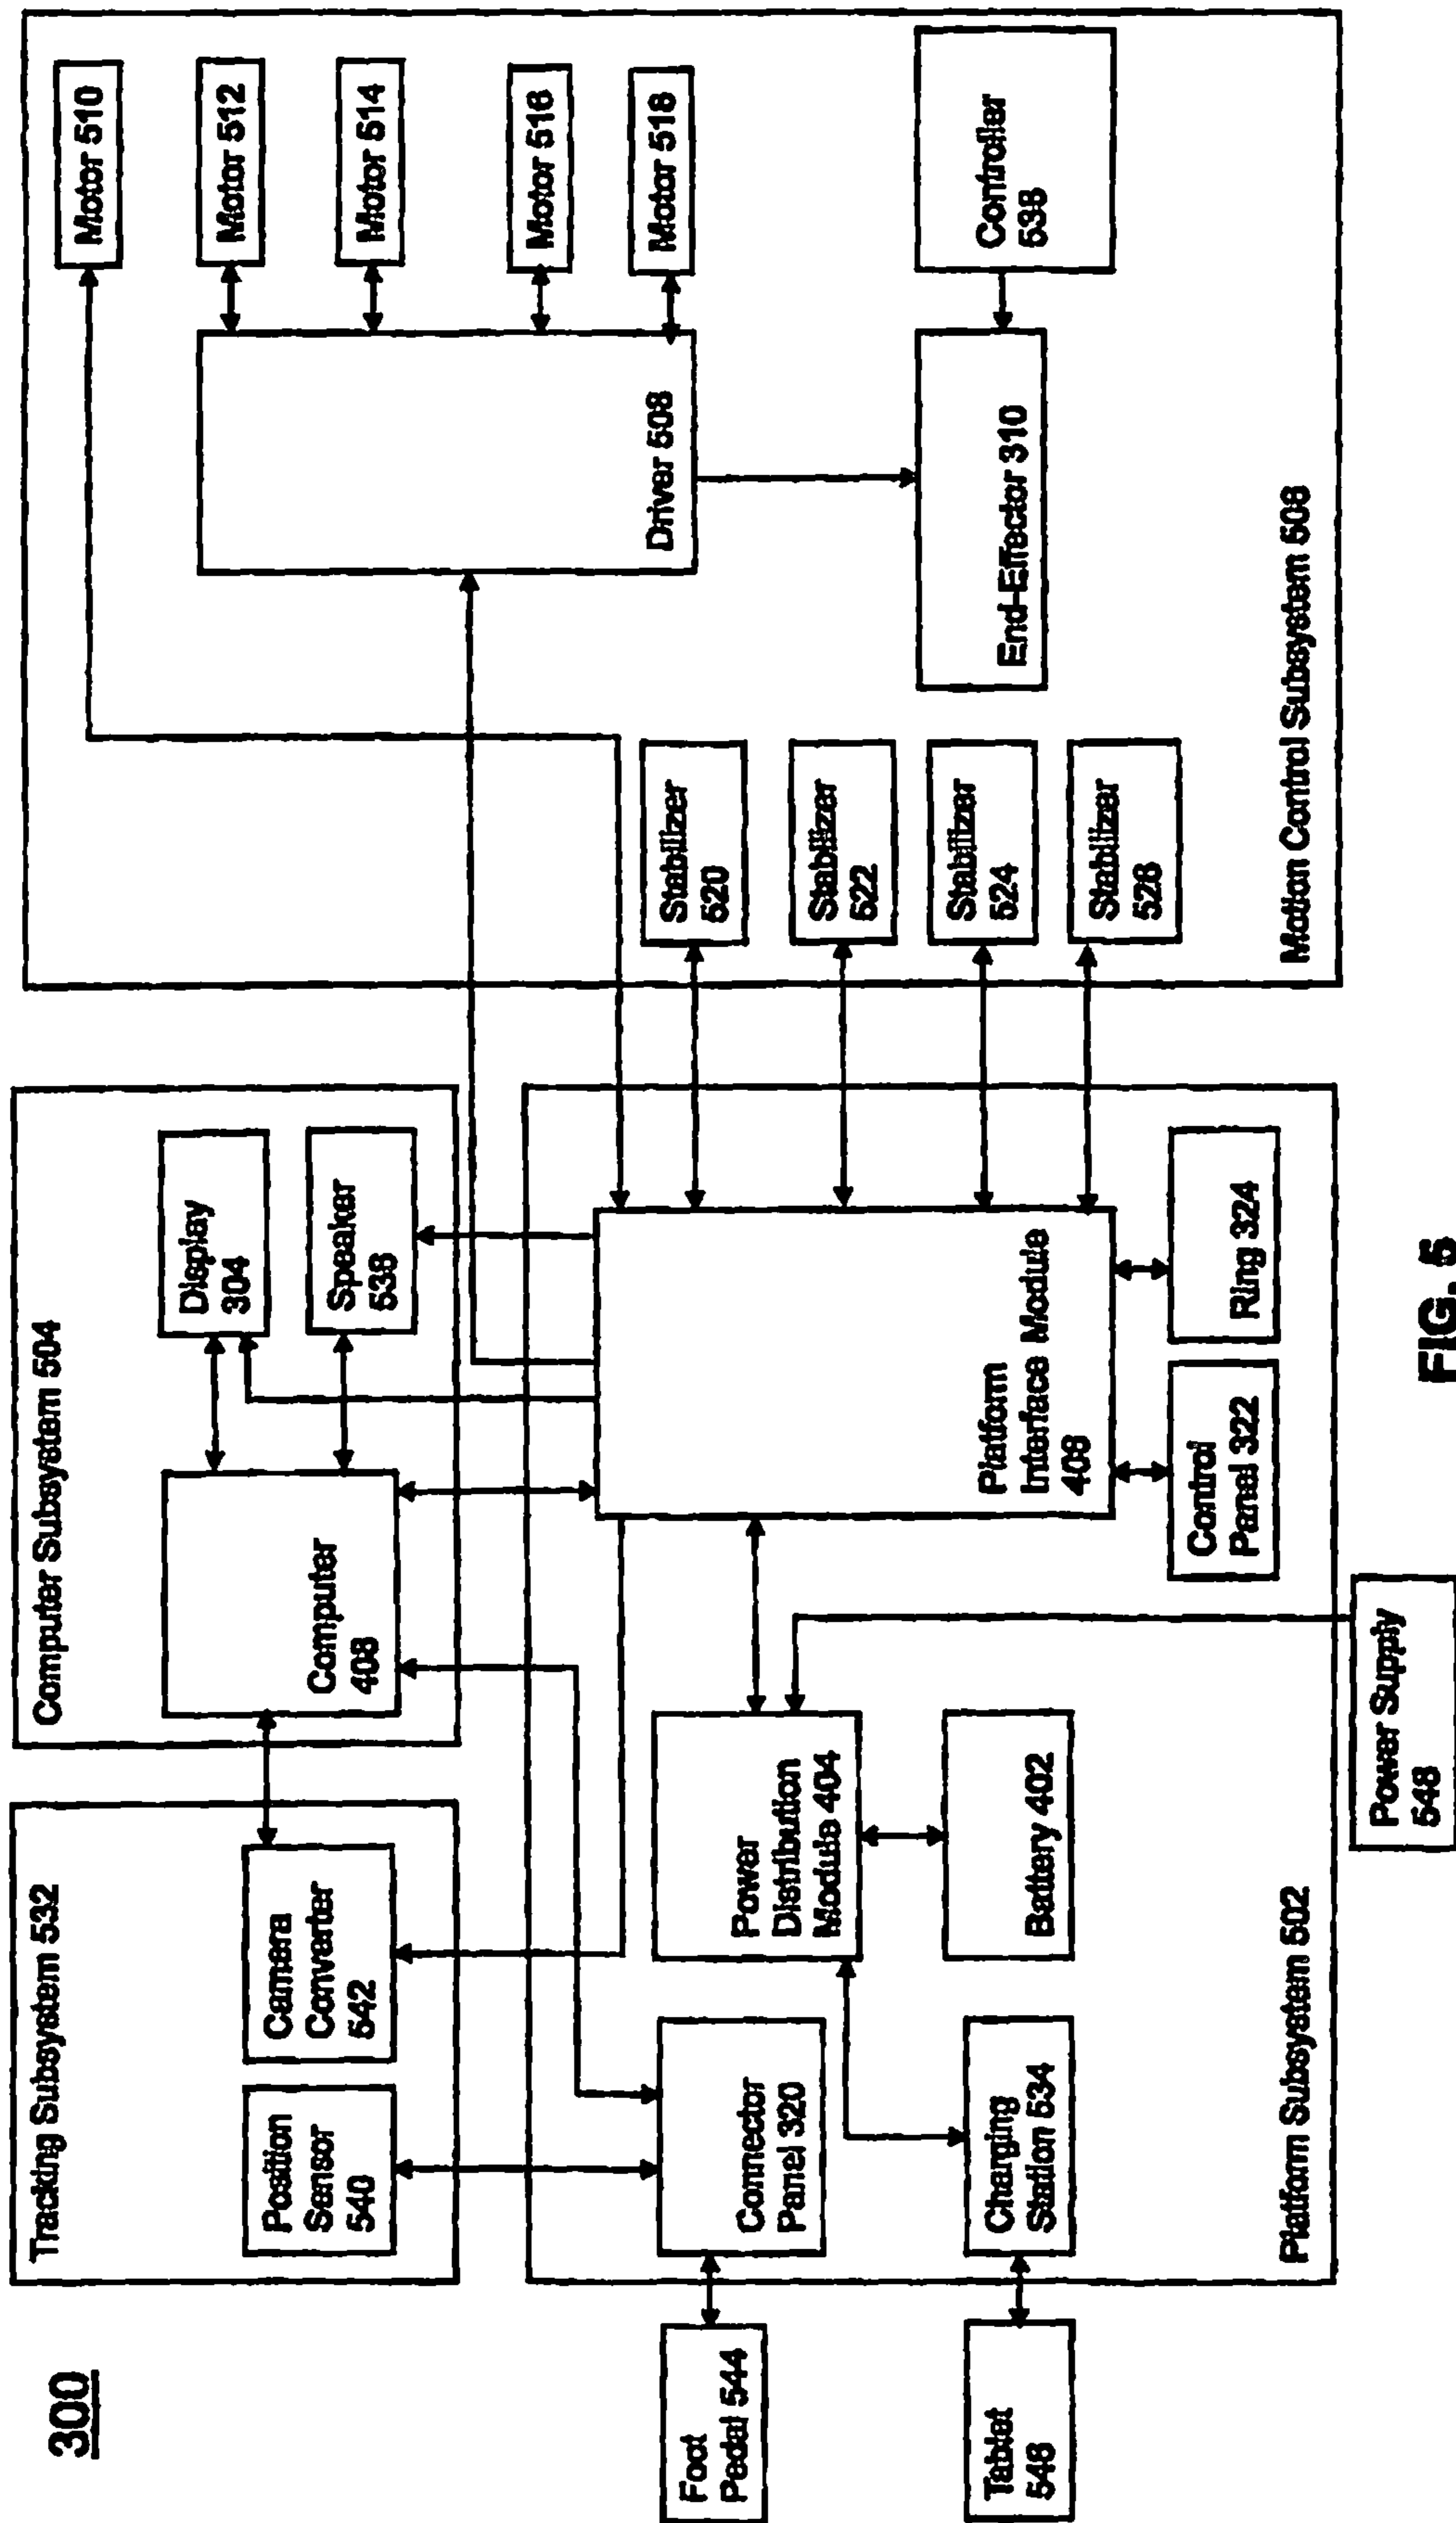 300
Tracking Subsystem 532
Position
Sensor
540
Camera
Converter
542
Computer Subsystem 504
Computer
408
Display
304
Speaker
536
Foot
Pedal 544
Tablet
546
Connector
Panel 320
Charging
Station 534
Power
Distribution
Module 404
Battery 402
Platform
Interface Module
406
Control
Panel 322
Ring 324
Platform Subsystem 502
Power Supply
548
Motor 510
Motor 512
Motor 514
Motor 516
Motor 518
Driver 508
Stabilizer
520
Stabilizer
522
Stabilizer
524
Stabilizer
526
End-Effector 310
Controller
538
Motion Control Subsystem 506
FIG. 5